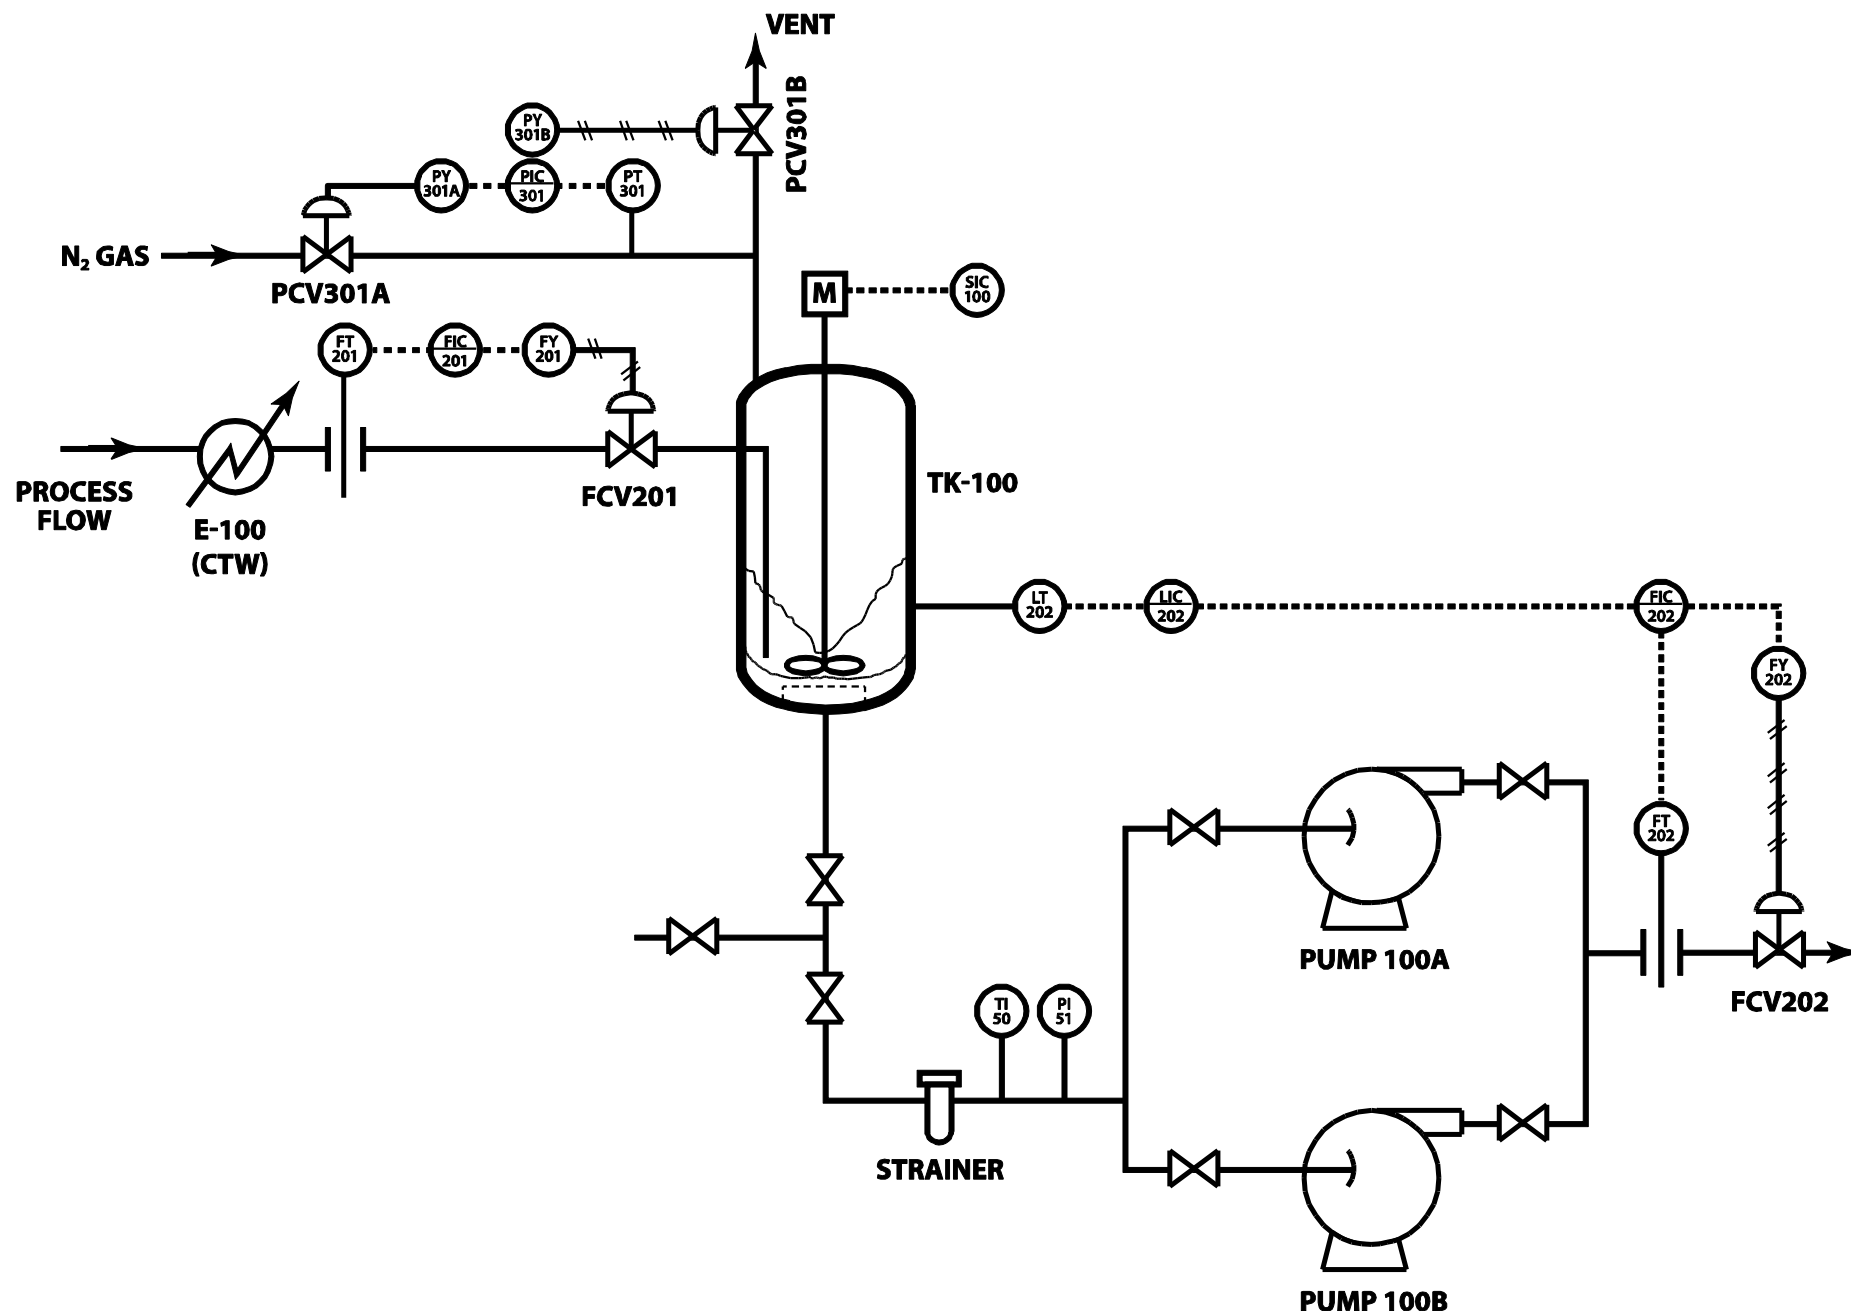 VENT
PCV301B
PY
301B
PY
301A
PIC
301
PT
301
N₂ GAS
PCV301A
M
SIC
100
FT
201
FIC
201
FY
201
PROCESS
FLOW
E-100
(CTW)
FCV201
TK-100
LT
202
LIC
202
FIC
202
FY
202
FT
202
PUMP 100A
FCV202
TI
50
PI
51
STRAINER
PUMP 100B